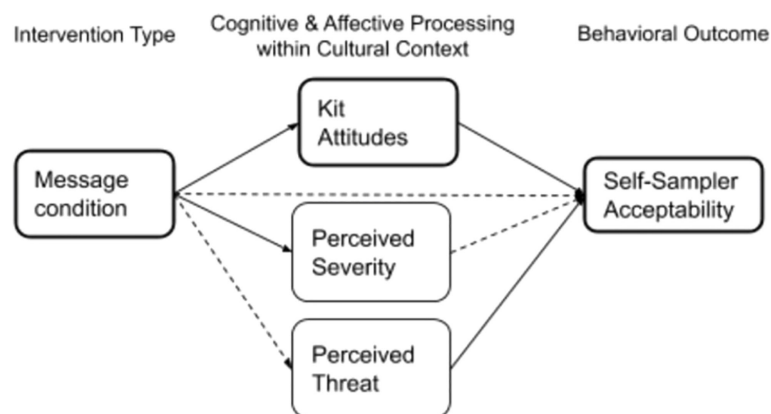 Intervention Type
Cognitive & Affective Processing
within Cultural Context
Behavioral Outcome
Kit
Attitudes
Message
condition
Self-Sampler
Acceptability
Perceived
Severity
Perceived
Threat